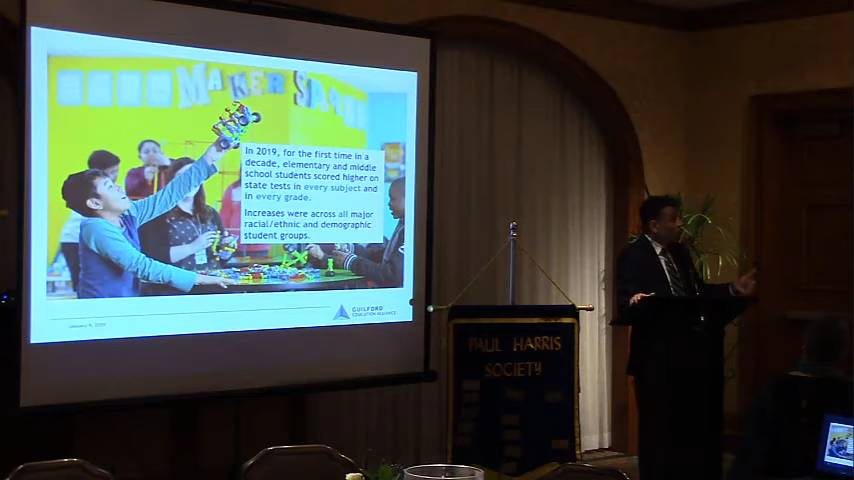 MAKER SPACE
In 2019, for the first time in a
decade, elementary and middle
school students scored higher on
state tests in every subject and
in every grade.
Increases were across all major
racial/ethnic and demographic
student groups.
GUILFORD
EDUCATION ALLIANCE
PAUL HARRIS
SOCIETY